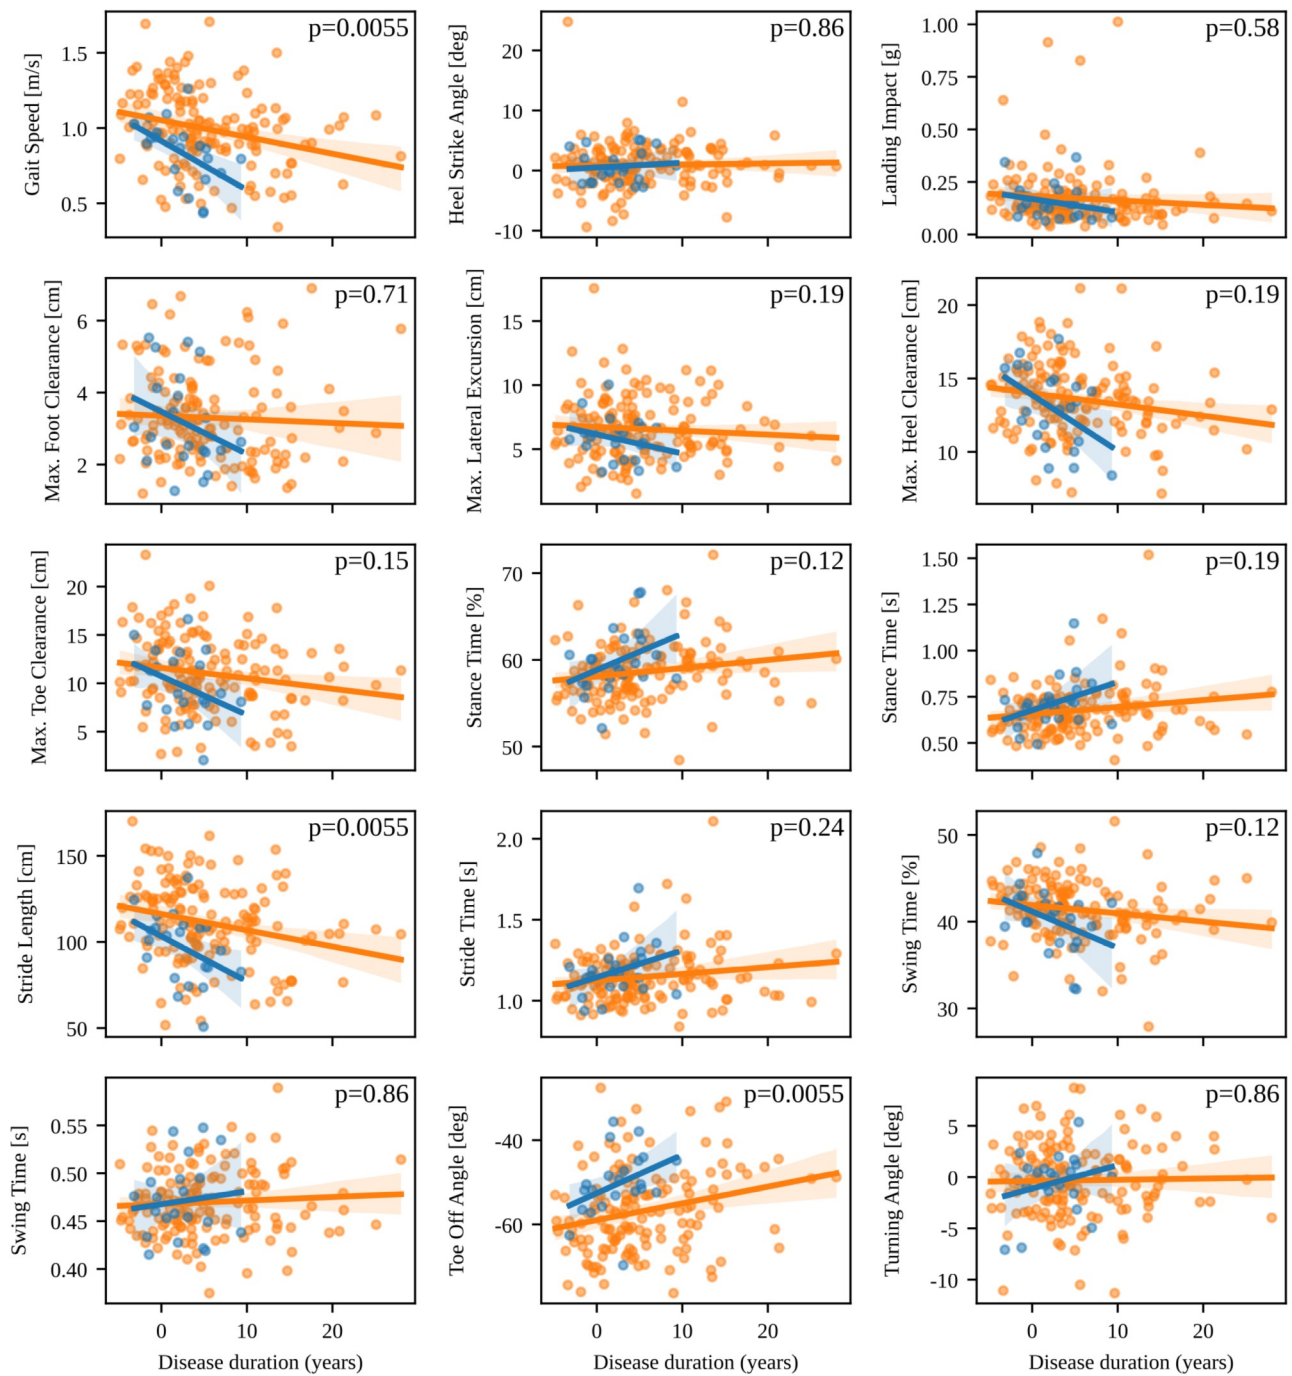 p=0.0055
Gait Speed [m/s]
1.5
1.0
0.5
p=0.86
Heel Strike Angle [deg]
20
10
0
-10
p=0.58
Landing Impact [g]
1.00
0.75
0.50
0.25
0.00
p=0.71
Max. Foot Clearance [cm]
6
4
2
p=0.19
Max. Lateral Excursion [cm]
15
10
5
p=0.19
Max. Heel Clearance [cm]
20
15
10
p=0.15
Max. Toe Clearance [cm]
20
15
10
5
p=0.12
Stance Time [%]
70
60
50
p=0.19
Stance Time [s]
1.50
1.25
1.00
0.75
0.50
p=0.0055
Stride Length [cm]
150
100
50
p=0.24
Stride Time [s]
2.0
1.5
1.0
p=0.12
Swing Time [%]
50
40
30
p=0.86
Swing Time [s]
0.55
0.50
0.45
0.40
0
10
20
Disease duration (years)
p=0.0055
Toe Off Angle [deg]
-40
-60
0
10
20
Disease duration (years)
p=0.86
Turning Angle [deg]
5
0
-5
-10
0
10
20
Disease duration (years)